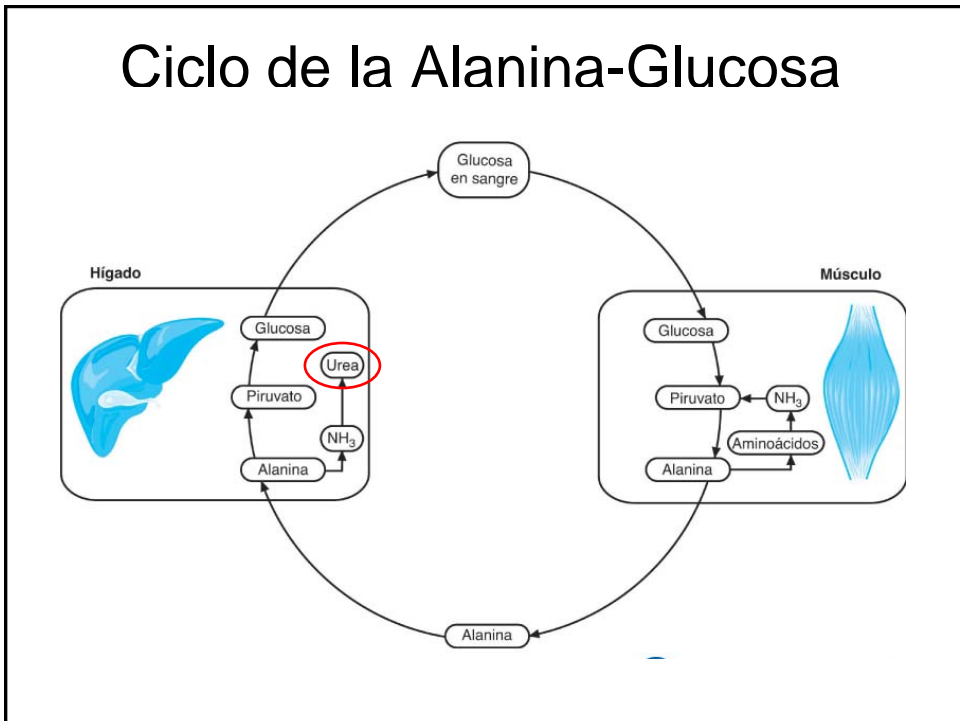 Ciclo de la Alanina-Glucosa
Glucosa
en sangre
Hígado
Glucosa
Urea
Piruvato
NH₃
Alanina
Músculo
Glucosa
Piruvato
NH₃
Aminoácidos
Alanina
Alanina